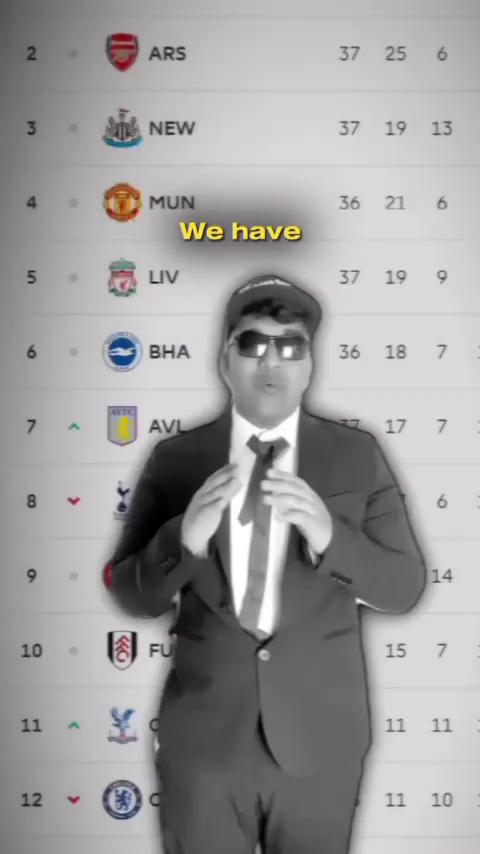 2 ARS 37 25 6
3 NEW 37 19 13
4 MUN 36 21 6
We have
5 LIV 37 19 9
6 BHA 36 18 7
7 AVL 37 17 7
8 6
9 14
10 FU 15 7
11 C 11 11
12 C 11 10